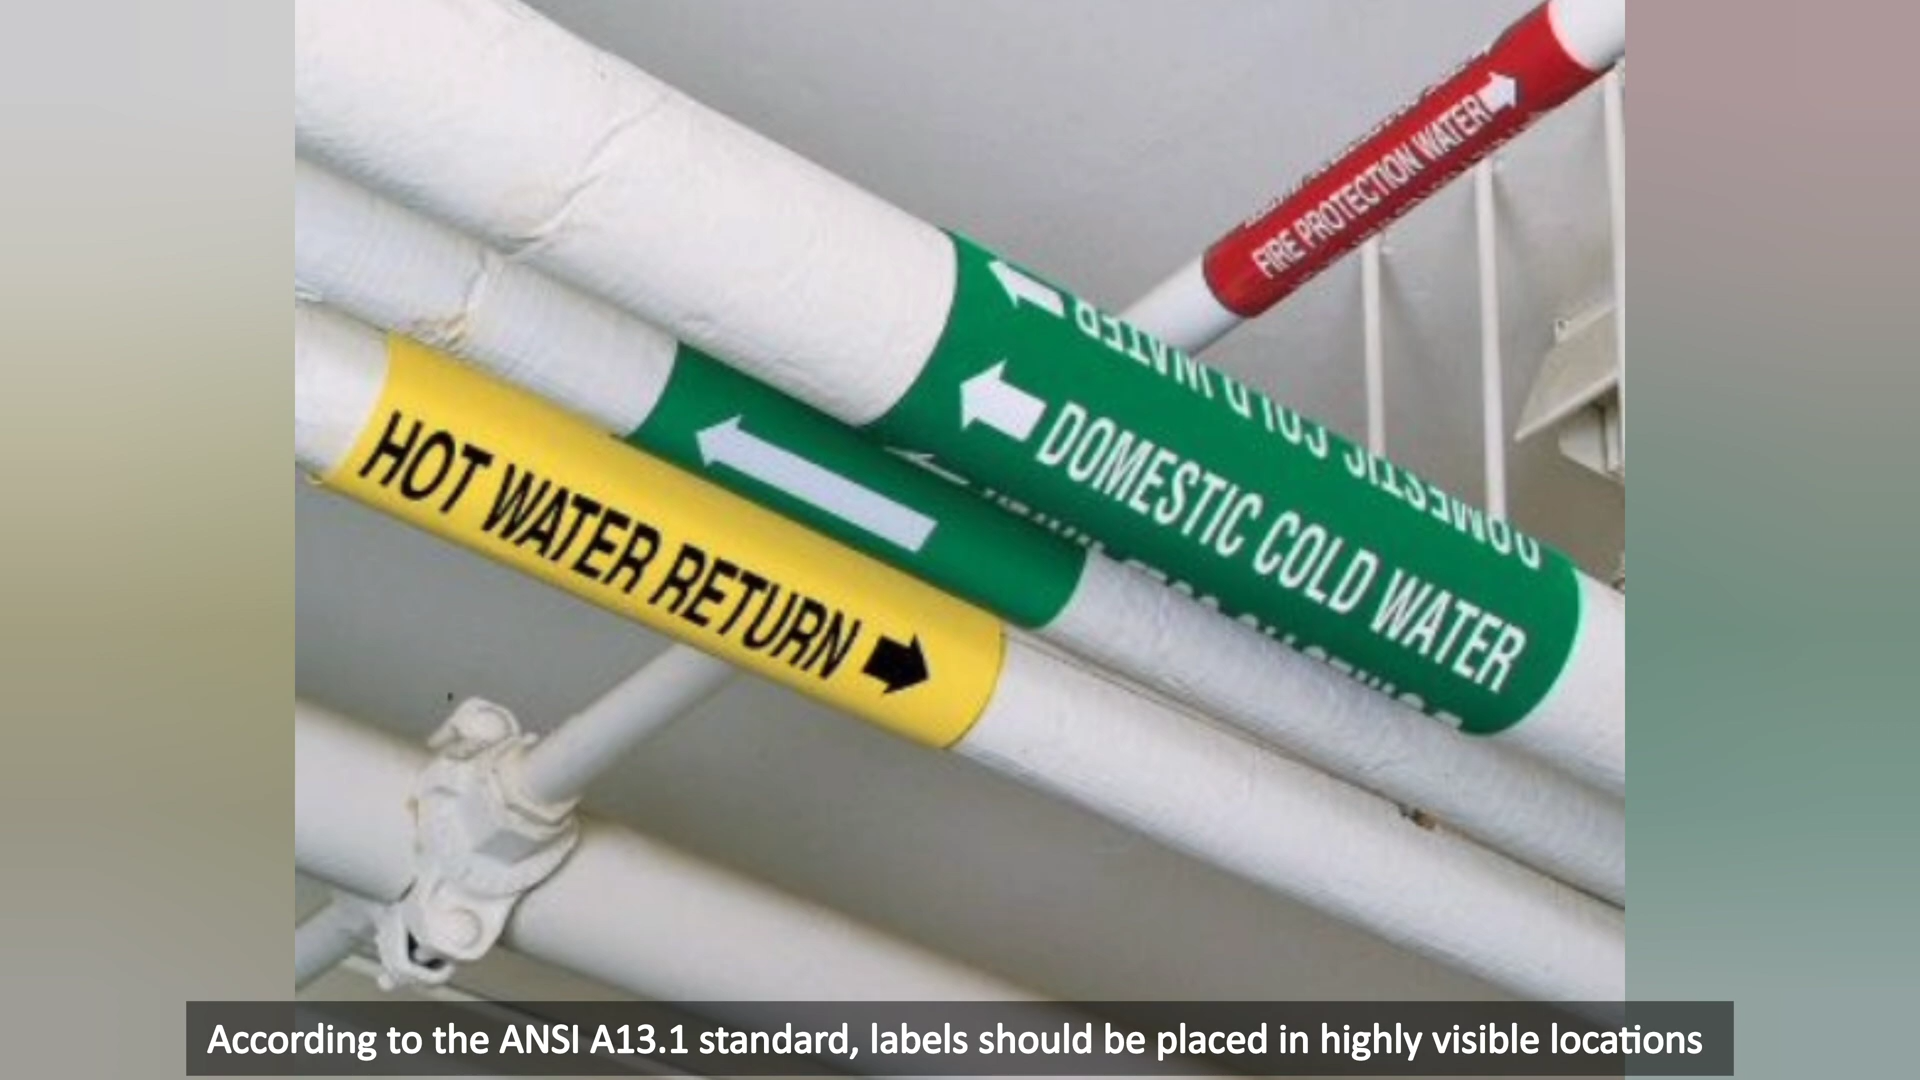 FIRE PROTECTION WATER
DOMESTIC COLD WATER
DOMESTIC COLD WATER
HOT WATER RETURN
According to the ANSI A13.1 standard, labels should be placed in highly visible locations